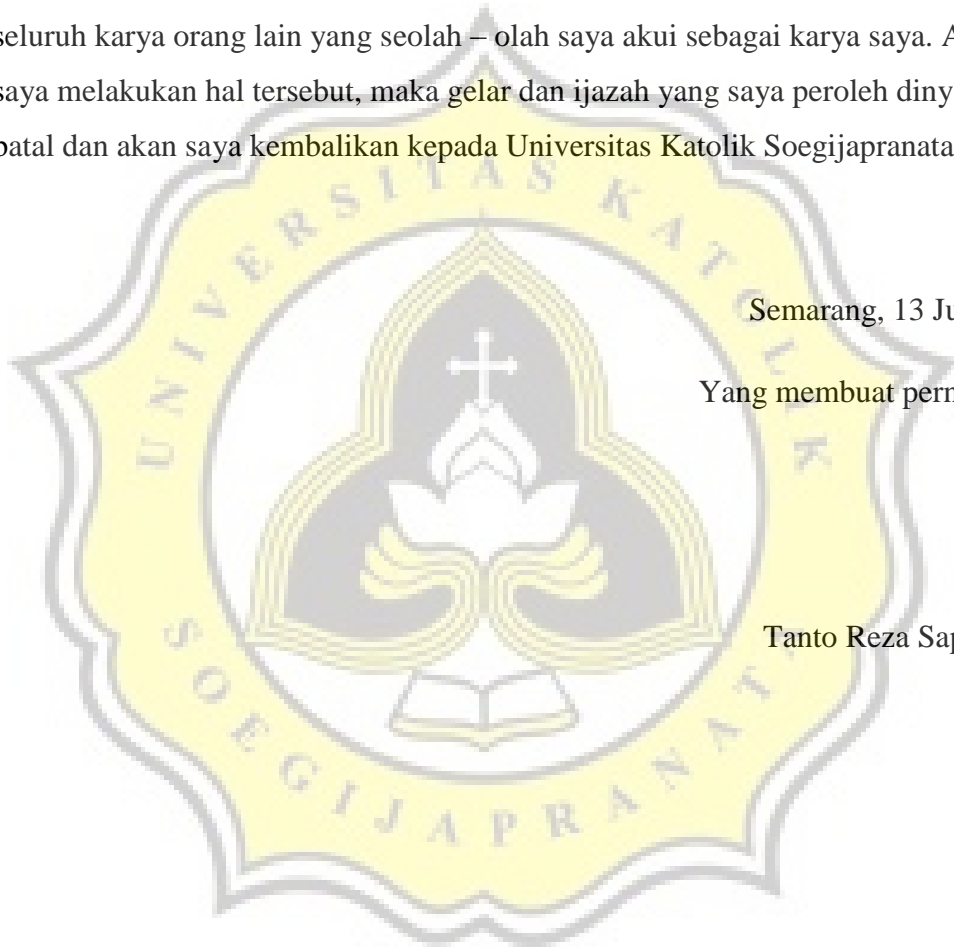 seluruh karya orang lain yang seolah – olah saya akui sebagai karya saya. A
saya melakukan hal tersebut, maka gelar dan ijazah yang saya peroleh diny
batal dan akan saya kembalikan kepada Universitas Katolik Soegijapranata
UNIVERSITAS KATOLIK
Semarang, 13 Ju
Yang membuat pern
Tanto Reza Sap
SOEGIJAPRANATA